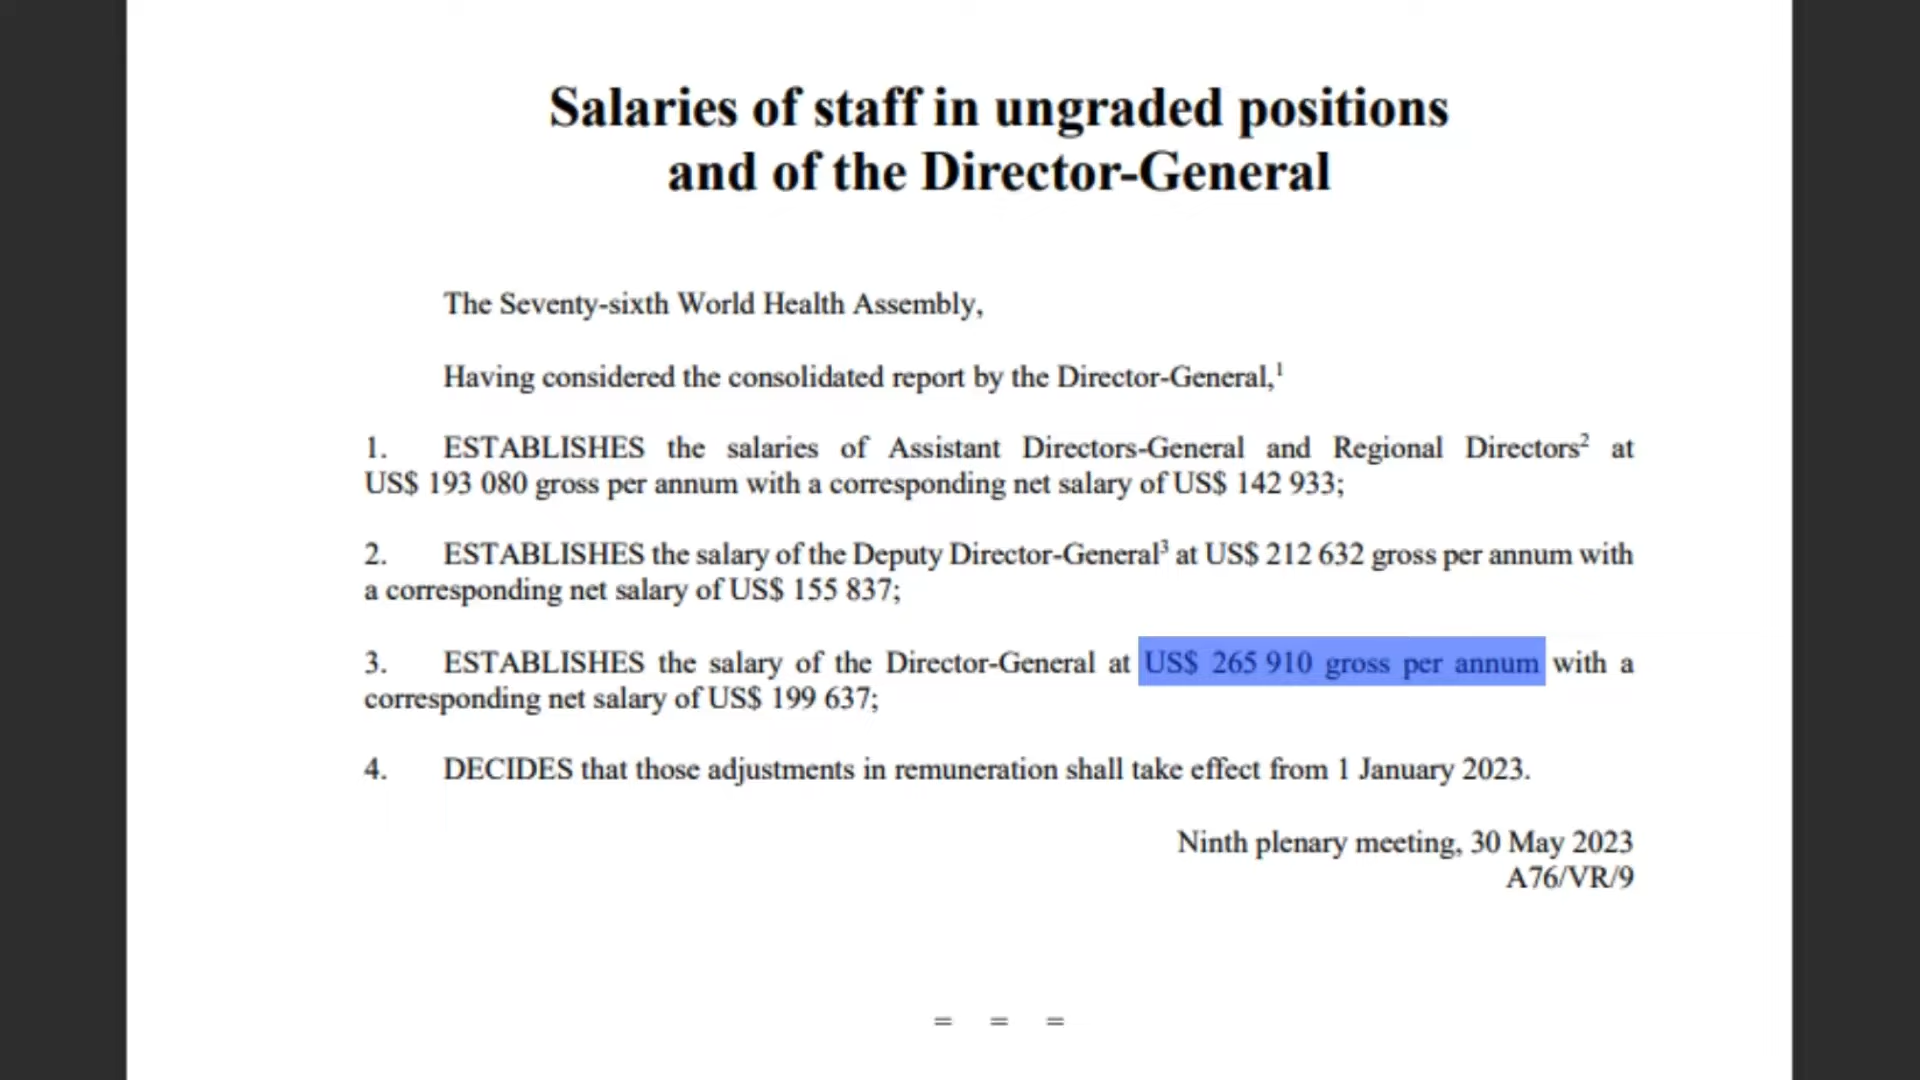 Salaries of staff in ungraded positions
and of the Director-General
The Seventy-sixth World Health Assembly,
Having considered the consolidated report by the Director-General,¹
1. ESTABLISHES the salaries of Assistant Directors-General and Regional Directors² at
US$ 193 080 gross per annum with a corresponding net salary of US$ 142 933;
2. ESTABLISHES the salary of the Deputy Director-General³ at US$ 212 632 gross per annum with
a corresponding net salary of US$ 155 837;
3. ESTABLISHES the salary of the Director-General at US$ 265 910 gross per annum with a
corresponding net salary of US$ 199 637;
4. DECIDES that those adjustments in remuneration shall take effect from 1 January 2023.
Ninth plenary meeting, 30 May 2023
A76/VR/9
= = =